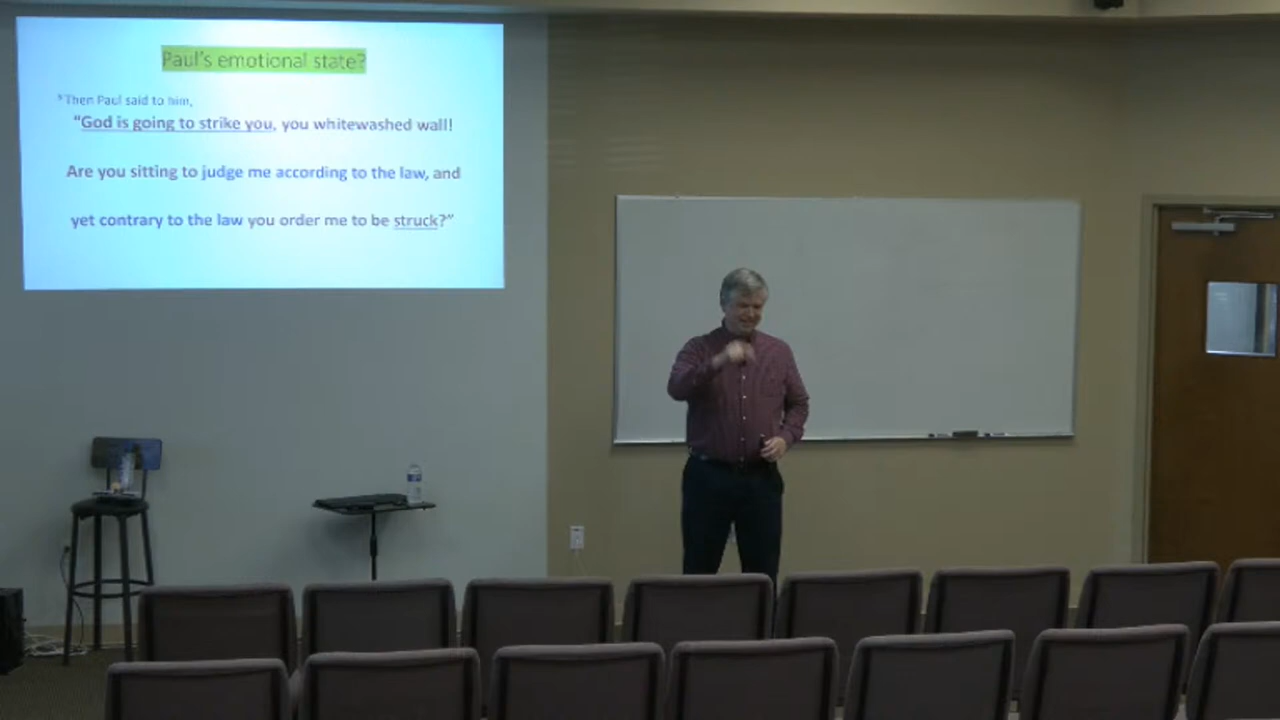 Paul's emotional state?
³Then Paul said to him,
"God is going to strike you, you whitewashed wall!
Are you sitting to judge me according to the law, and
yet contrary to the law you order me to be struck?"